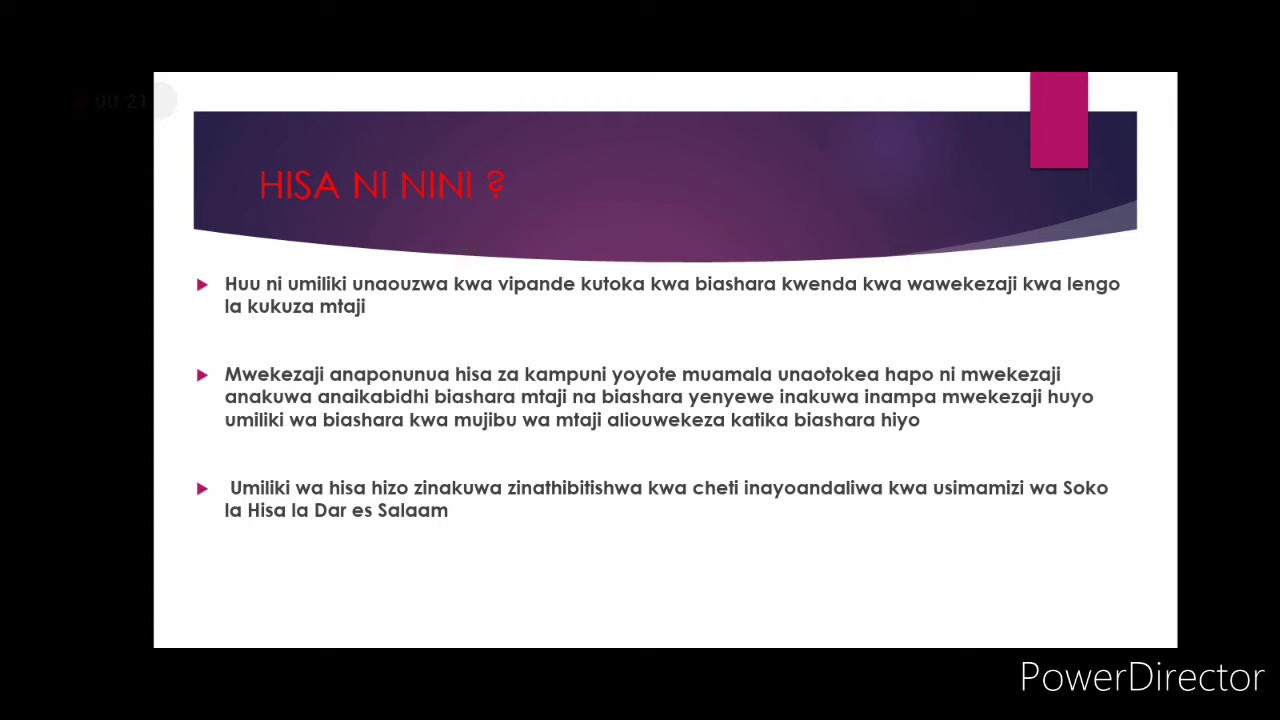 00:21
HISA NI NINI ?
Huu ni umiliki unaouzwa kwa vipande kutoka kwa biashara kwenda kwa wawekezaji kwa lengo
la kukuza mtaji
Mwekezaji anaponunua hisa za kampuni yoyote muamala unaotokea hapo ni mwekezaji
anakuwa anaikabidhi biashara mtaji na biashara yenyewe inakuwa inampa mwekezaji huyo
umiliki wa biashara kwa mujibu wa mtaji aliouwekeza katika biashara hiyo
Umiliki wa hisa hizo zinakuwa zinathibitishwa kwa cheti inayoandaliwa kwa usimamizi wa Soko
la Hisa la Dar es Salaam
PowerDirector